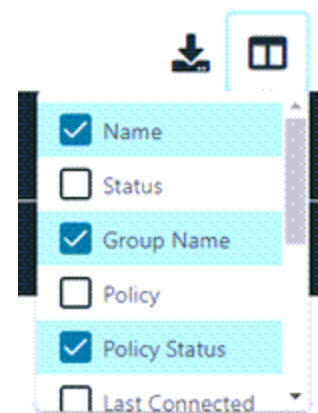 Name
Status
Group Name
Policy
Policy Status
Last Connected